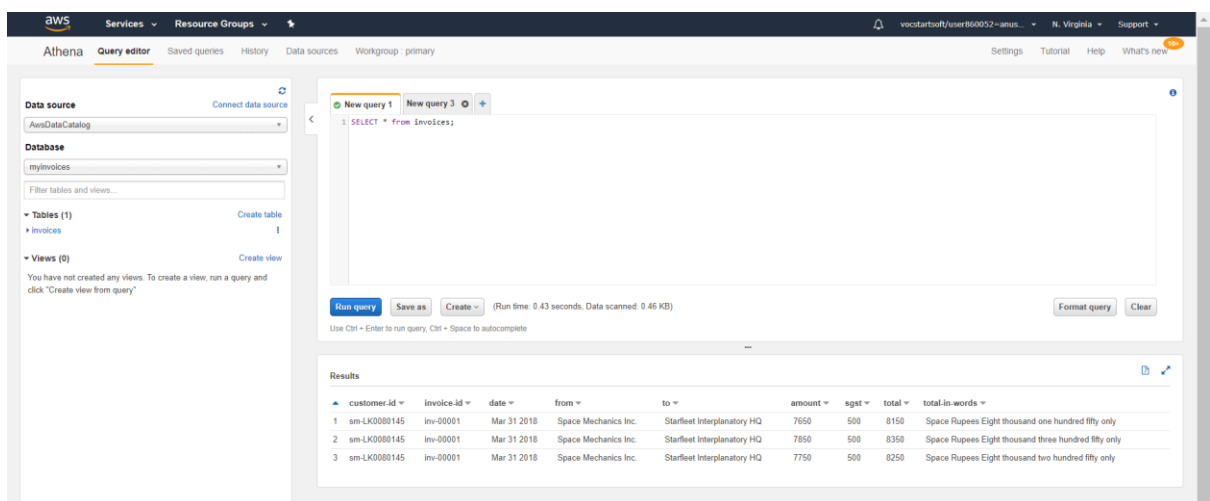 aws Services Resource Groups vocstartsoft/user860052=anus... N. Virginia Support
Athena Query editor Saved queries History Data sources Workgroup : primary Settings Tutorial Help What's new 10+
Data source Connect data source
AwsDataCatalog
Database
myinvoices
Filter tables and views...
Tables (1) Create table
invoices
Views (0) Create view
You have not created any views. To create a view, run a query and
click "Create view from query"
New query 1 New query 3 +
1 SELECT * from invoices;
Run query Save as Create (Run time: 0.43 seconds, Data scanned: 0.46 KB) Format query Clear
Use Ctrl + Enter to run query, Ctrl + Space to autocomplete
Results
customer-id invoice-id date from to amount sgst total total-in-words
1 sm-LK0080145 inv-00001 Mar 31 2018 Space Mechanics Inc. Starfleet Interplanatory HQ 7650 500 8150 Space Rupees Eight thousand one hundred fifty only
2 sm-LK0080145 inv-00001 Mar 31 2018 Space Mechanics Inc. Starfleet Interplanatory HQ 7850 500 8350 Space Rupees Eight thousand three hundred fifty only
3 sm-LK0080145 inv-00001 Mar 31 2018 Space Mechanics Inc. Starfleet Interplanatory HQ 7750 500 8250 Space Rupees Eight thousand two hundred fifty only